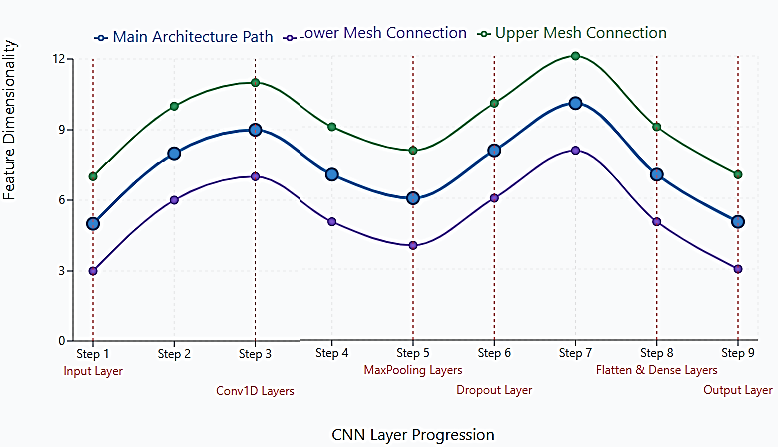 Main Architecture Path Lower Mesh Connection Upper Mesh Connection
Feature Dimensionality
12
9
6
3
0
Step 1 Step 2 Step 3 Step 4 Step 5 Step 6 Step 7 Step 8 Step 9
Input Layer MaxPooling Layers Flatten & Dense Layers
Conv1D Layers Dropout Layer Output Layer
CNN Layer Progression